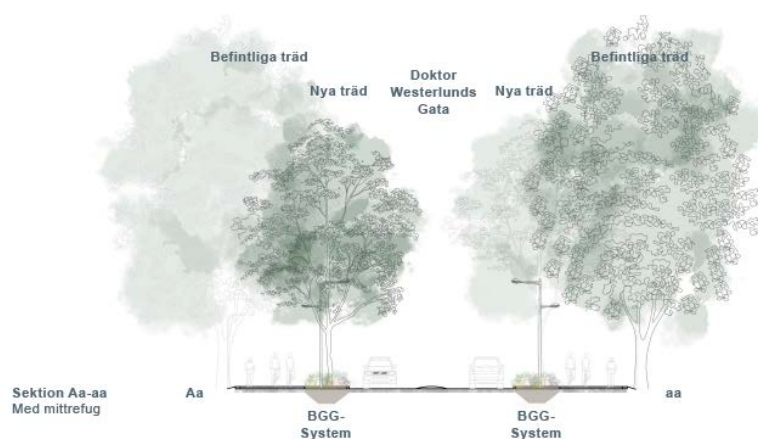 Befintliga träd
Nya träd
Doktor
Westerlunds
Gata
Nya träd
Befintliga träd
Sektion Aa-aa
Med mittrefug
Aa
aa
BGG-
System
BGG-
System